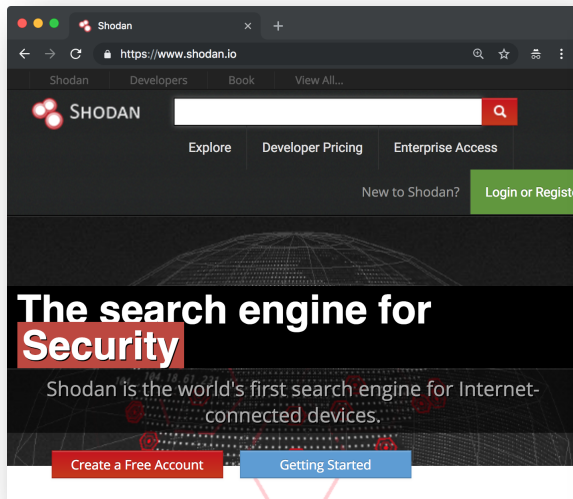 Shodan
https://www.shodan.io
Shodan Developers Book View All...
SHODAN
Explore Developer Pricing Enterprise Access
New to Shodan? Login or Regist
The search engine for
Security
Shodan is the world's first search engine for Internet-
connected devices.
Create a Free Account Getting Started